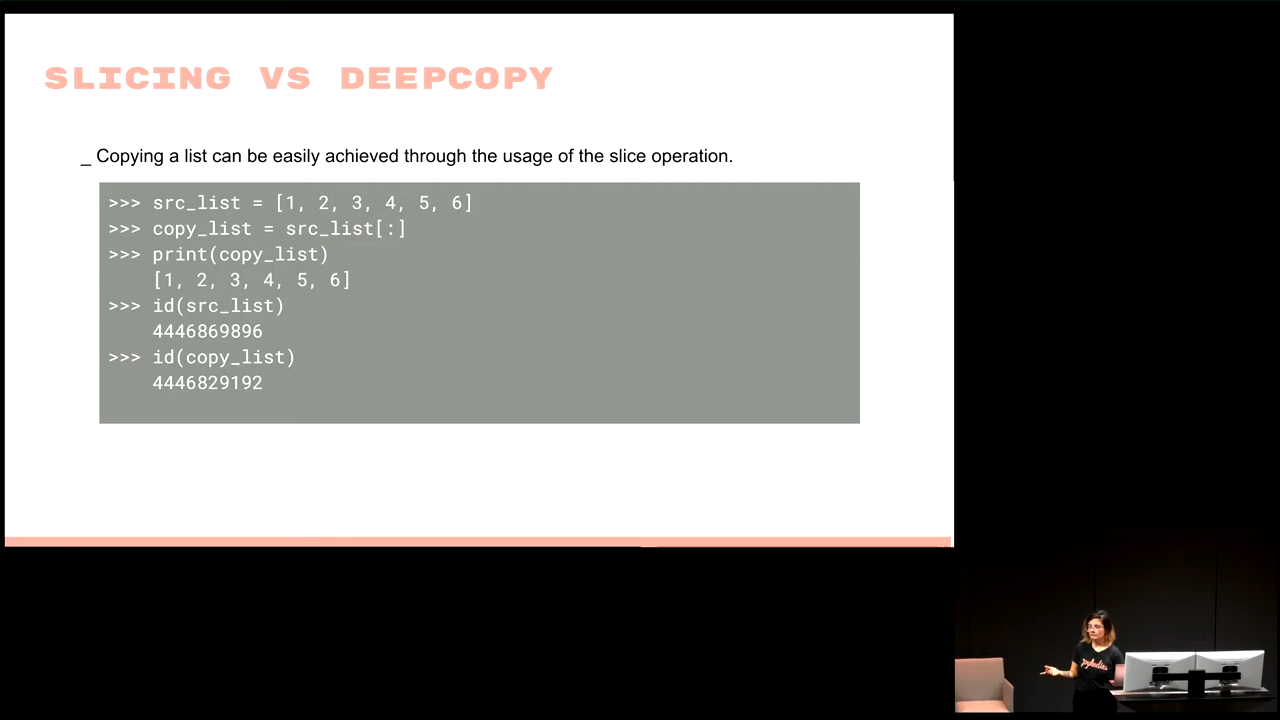 SLICING VS DEEPCOPY
_ Copying a list can be easily achieved through the usage of the slice operation.
>>> src_list = [1, 2, 3, 4, 5, 6]
>>> copy_list = src_list[:]
>>> print(copy_list)
[1, 2, 3, 4, 5, 6]
>>> id(src_list)
4446869896
>>> id(copy_list)
4446829192
pyladies